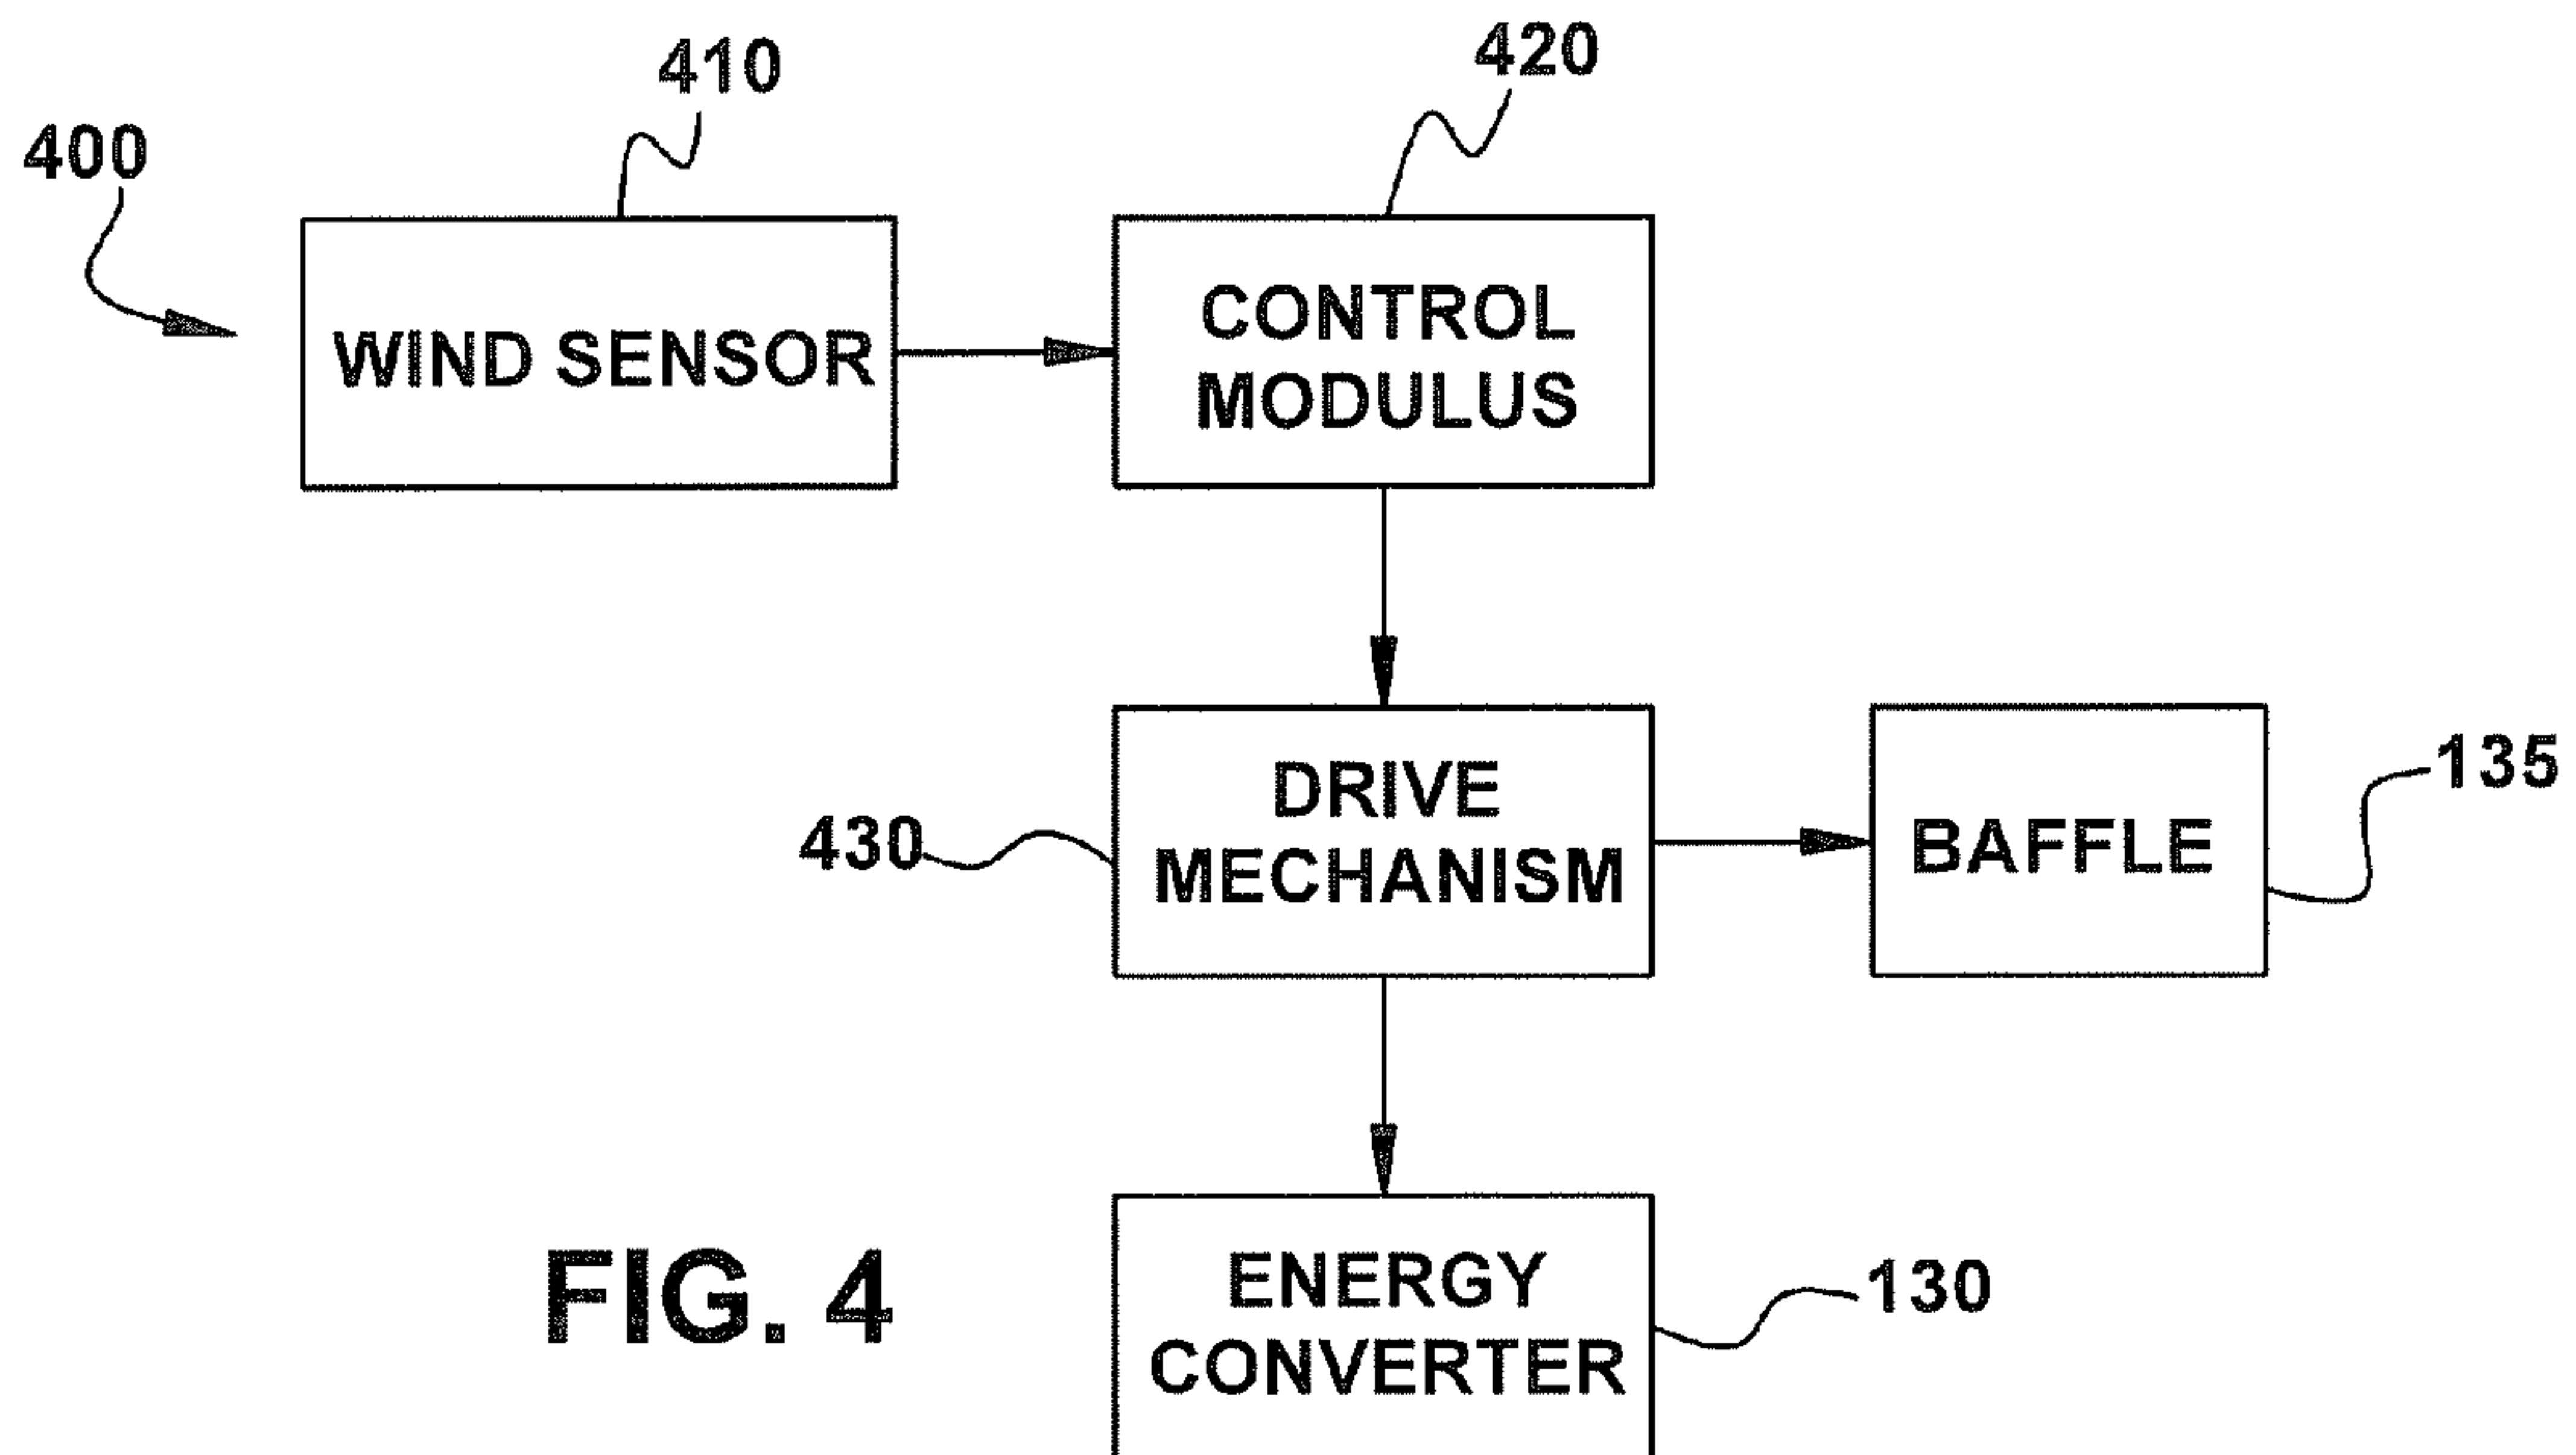 410
420
400
WIND SENSOR
CONTROL
MODULUS
DRIVE
MECHANISM
430
BAFFLE
135
ENERGY
CONVERTER
130
FIG. 4